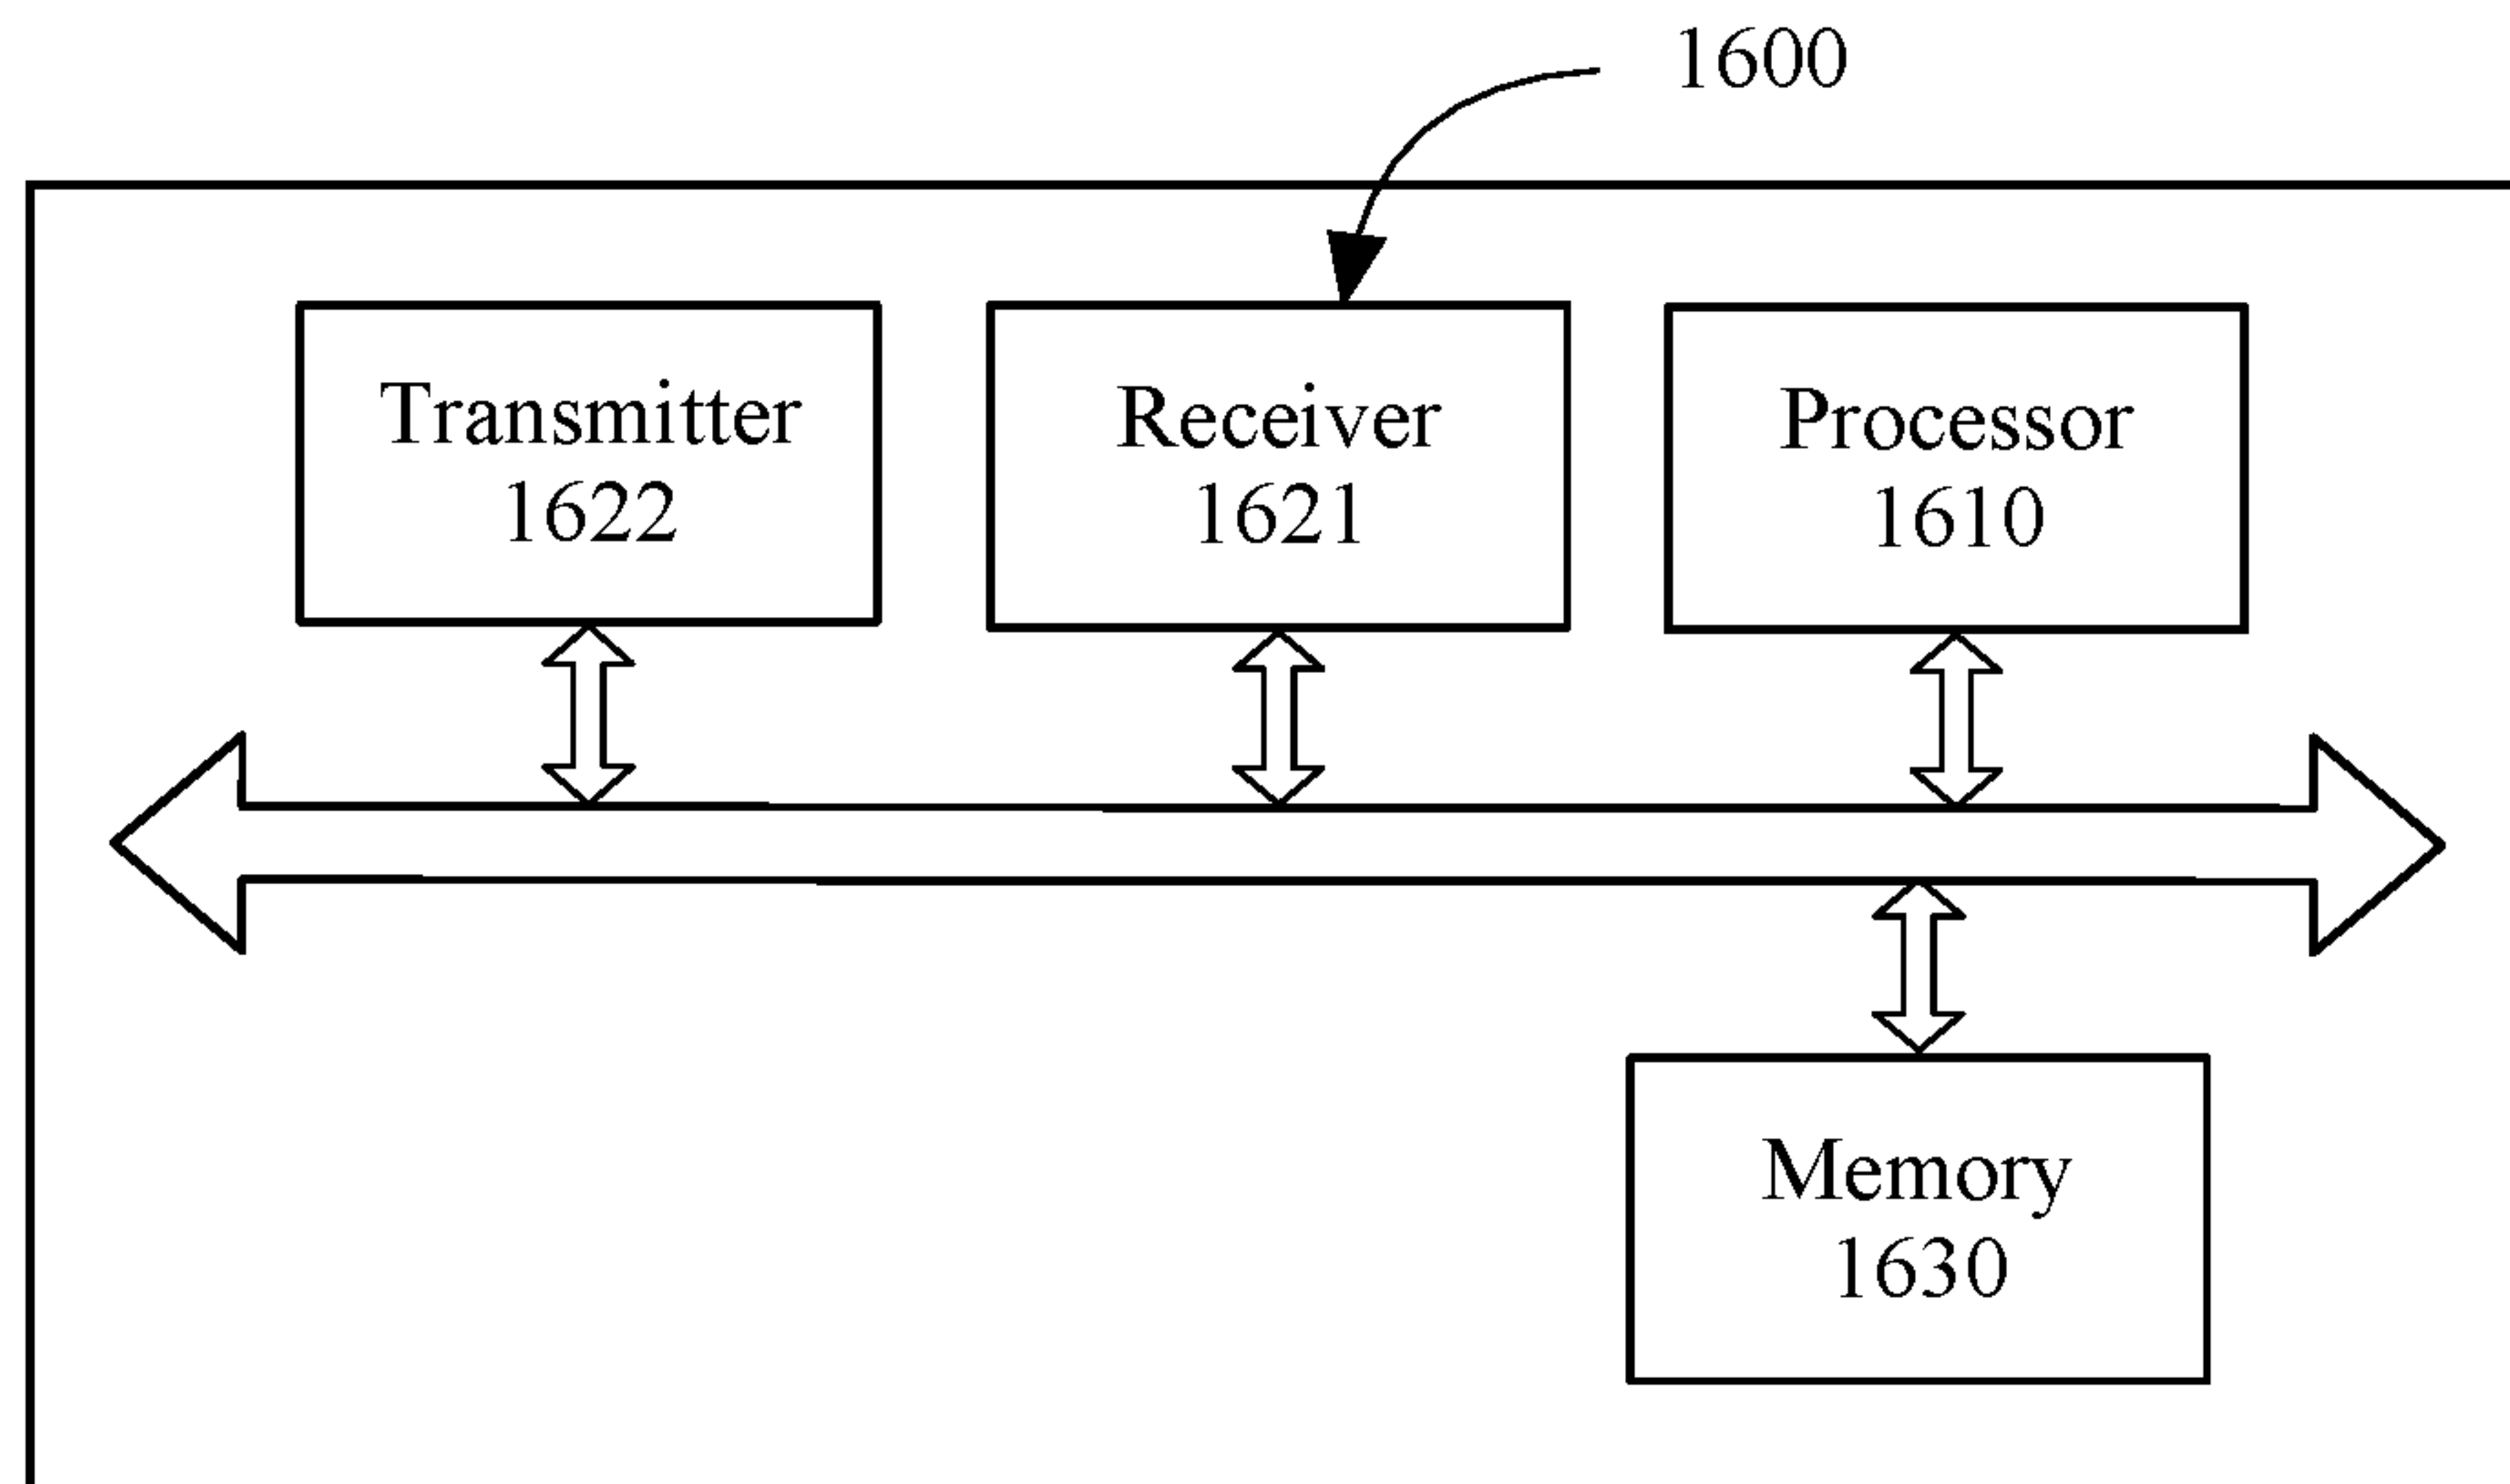 1600
Transmitter
1622
Receiver
1621
Processor
1610
Memory
1630